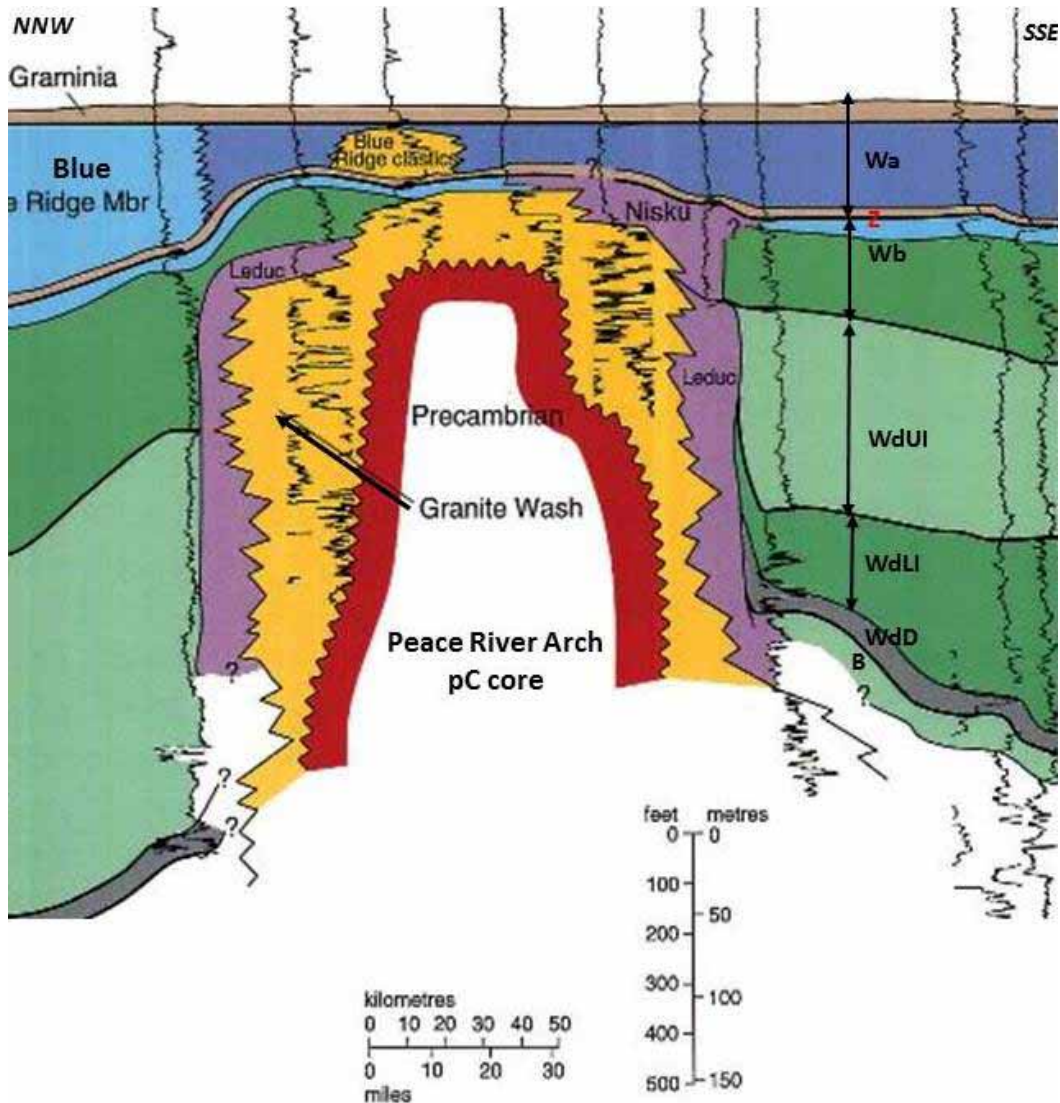 NNW
SSE
Graminia
Blue
Ridge clastics
Blue
e Ridge Mbr
Wa
?
Z
Nisku
?
Wb
Leduc
Leduc
WdUI
Precambrian
Granite Wash
WdLI
Peace River Arch
pC core
WdD
B
?
?
?
?
feet metres
0 0
100
50
200
300
100
400
500 150
kilometres
0 10 20 30 40 50
0 10 20 30
miles